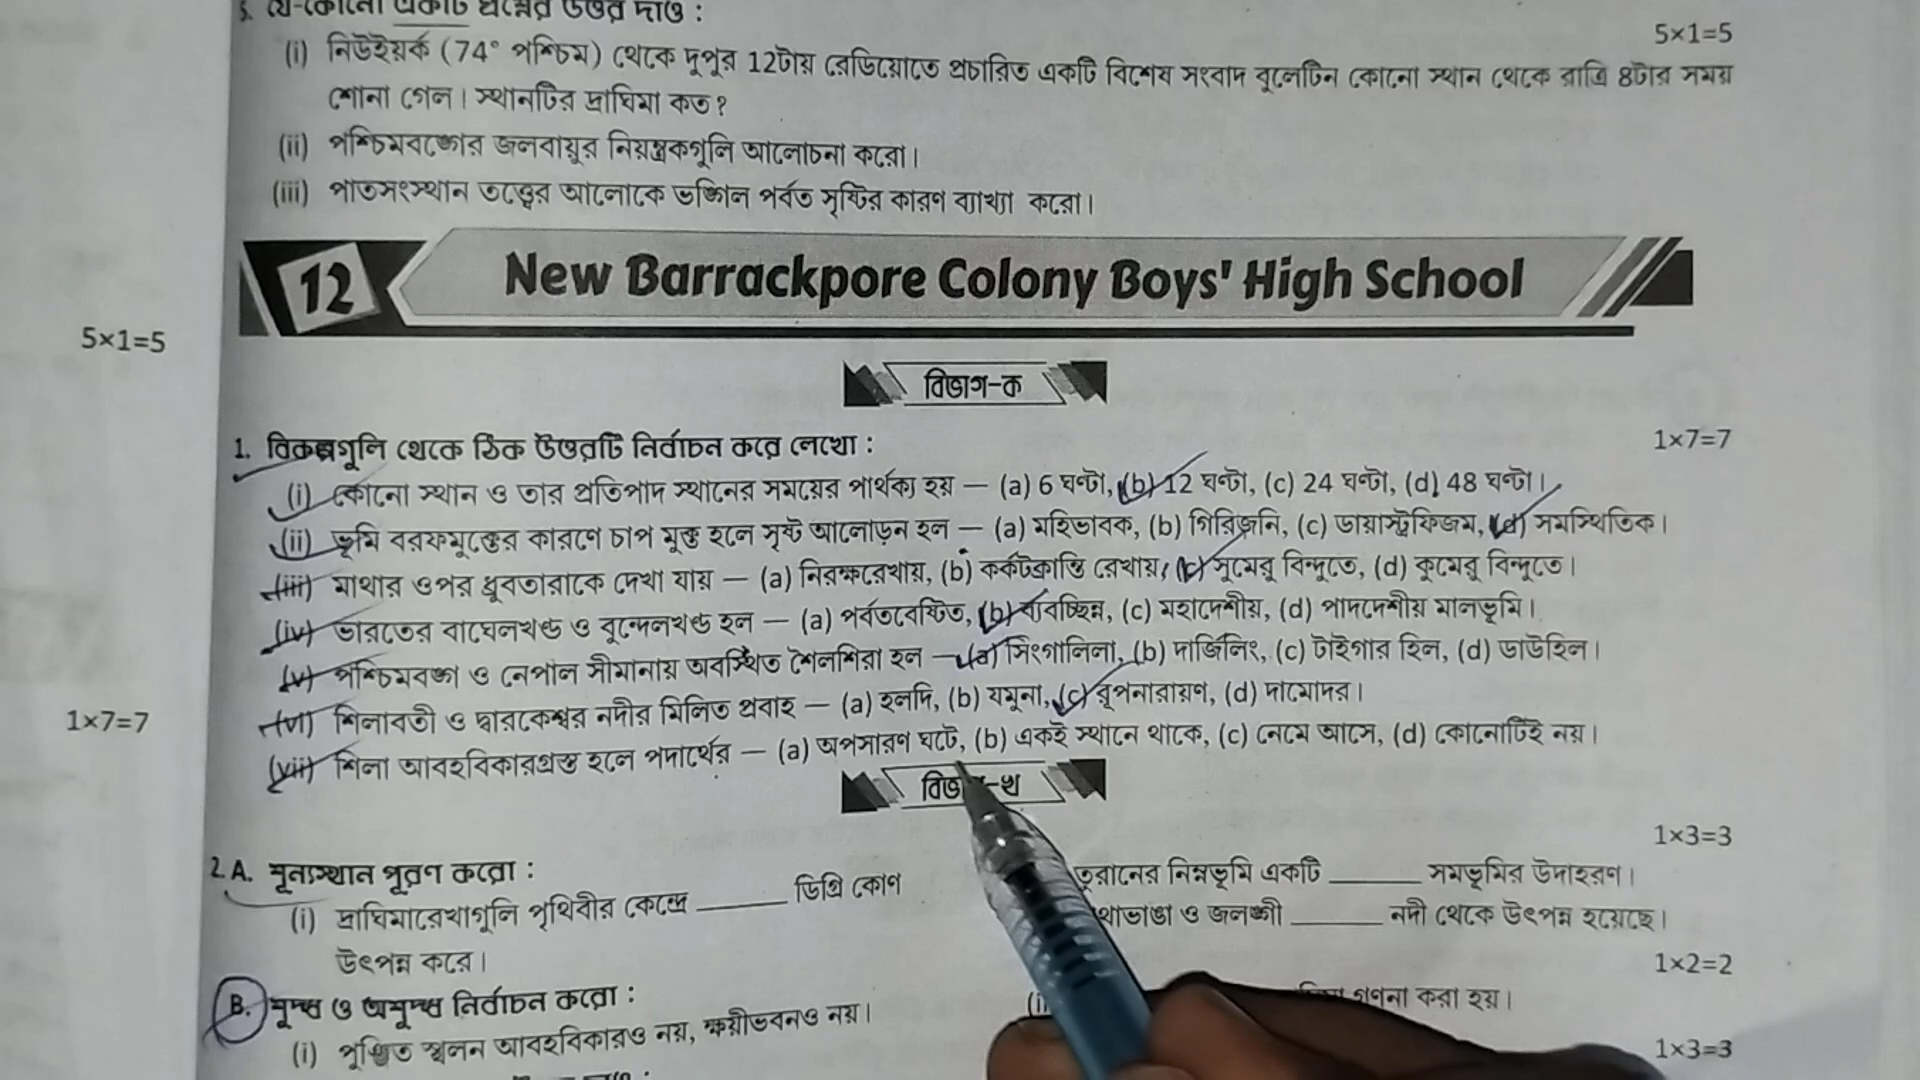 5. যে-কোনো একটি প্রশ্নের উত্তর দাও :
5×1=5
(i) নিউইয়র্ক (74° পশ্চিম) থেকে দুপুর 12টায় রেডিয়োতে প্রচারিত একটি বিশেষ সংবাদ বুলেটিন কোনো স্থান থেকে রাত্রি 8টার সময়
শোনা গেল। স্থানটির দ্রাঘিমা কত?
(ii) পশ্চিমবঙ্গের জলবায়ুর নিয়ন্ত্রকগুলি আলোচনা করো।
(iii) পাতসংস্থান তত্ত্বের আলোকে ভঙ্গিল পর্বত সৃষ্টির কারণ ব্যাখ্যা করো।
12 New Barrackpore Colony Boys' High School
5×1=5
বিভাগ-ক
1. বিকল্পগুলি থেকে ঠিক উত্তরটি নির্বাচন করে লেখো : 1×7=7
(i) কোনো স্থান ও তার প্রতিপাদ স্থানের সময়ের পার্থক্য হয় — (a) 6 ঘণ্টা, (b) 12 ঘণ্টা, (c) 24 ঘণ্টা, (d) 48 ঘণ্টা।
(ii) ভূমি বরফমুক্তের কারণে চাপ মুক্ত হলে সৃষ্ট আলোড়ন হল — (a) মহিভাবক, (b) গিরিজনি, (c) ডায়াস্ট্রফিজম, (d) সমস্থিতিক।
(iii) মাথার ওপর ধ্রুবতারাকে দেখা যায় — (a) নিরক্ষরেখায়, (b) কর্কটক্রান্তি রেখায়, (c) সুমেরু বিন্দুতে, (d) কুমেরু বিন্দুতে।
(iv) ভারতের বাঘেলখণ্ড ও বুন্দেলখণ্ড হল — (a) পর্বতবেষ্টিত, (b) ব্যবচ্ছিন্ন, (c) মহাদেশীয়, (d) পাদদেশীয় মালভূমি।
(v) পশ্চিমবঙ্গ ও নেপাল সীমানায় অবস্থিত শৈলশিরা হল — (a) সিংগালিলা, (b) দার্জিলিং, (c) টাইগার হিল, (d) ডাউহিল।
(vi) শিলাবতী ও দ্বারকেশ্বর নদীর মিলিত প্রবাহ — (a) হলদি, (b) যমুনা, (c) রূপনারায়ণ, (d) দামোদর।
1×7=7
(vii) শিলা আবহবিকারগ্রস্ত হলে পদার্থের — (a) অপসারণ ঘটে, (b) একই স্থানে থাকে, (c) নেমে আসে, (d) কোনোটিই নয়।
বিভ -খ
1×3=3
2. A. শূন্যস্থান পূরণ করো :
(i) দ্রাঘিমারেখাগুলি পৃথিবীর কেন্দ্রে ______ ডিগ্রি কোণ
উৎপন্ন করে।
তুরানের নিম্নভূমি একটি ______ সমভূমির উদাহরণ।
থাভাঙা ও জলঙ্গী ______ নদী থেকে উৎপন্ন হয়েছে।
1×2=2
B. শুদ্ধ ও অশুদ্ধ নির্বাচন করো :
(i) পুঞ্জিত স্খলন আবহবিকারও নয়, ক্ষয়ীভবনও নয়।
(i গণনা করা হয়।
1×3=3